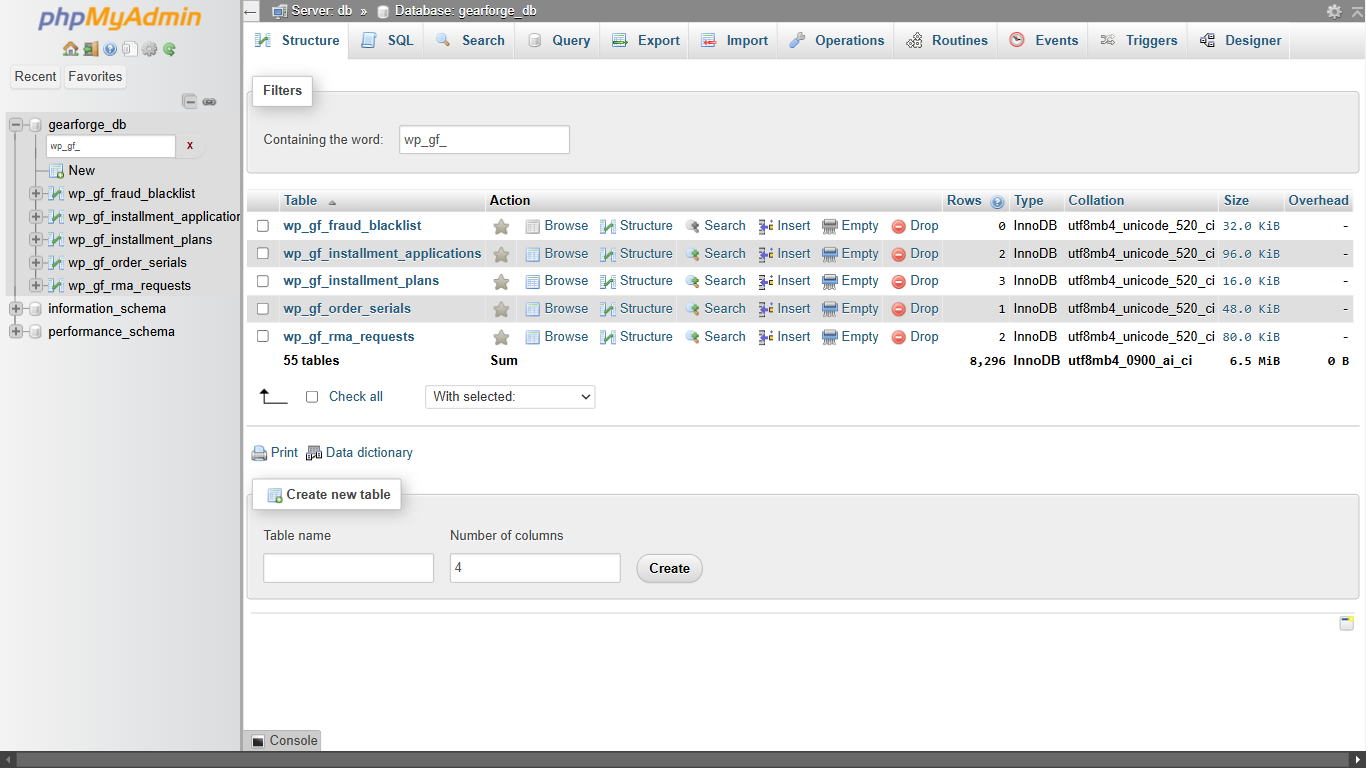 phpMyAdmin
Recent Favorites
gearforge_db
wp_gf_ X
New
wp_gf_fraud_blacklist
wp_gf_installment_application
wp_gf_installment_plans
wp_gf_order_serials
wp_gf_rma_requests
information_schema
performance_schema
Server: db » Database: gearforge_db
Structure SQL Search Query Export Import Operations Routines Events Triggers Designer
Filters
Containing the word: wp_gf_
Table Action Rows Type Collation Size Overhead
wp_gf_fraud_blacklist Browse Structure Search Insert Empty Drop 0 InnoDB utf8mb4_unicode_520_ci 32.0 KiB -
wp_gf_installment_applications Browse Structure Search Insert Empty Drop 2 InnoDB utf8mb4_unicode_520_ci 96.0 KiB -
wp_gf_installment_plans Browse Structure Search Insert Empty Drop 3 InnoDB utf8mb4_unicode_520_ci 16.0 KiB -
wp_gf_order_serials Browse Structure Search Insert Empty Drop 1 InnoDB utf8mb4_unicode_520_ci 48.0 KiB -
wp_gf_rma_requests Browse Structure Search Insert Empty Drop 2 InnoDB utf8mb4_unicode_520_ci 80.0 KiB -
55 tables Sum 8,296 InnoDB utf8mb4_0900_ai_ci 6.5 MiB 0 B
Check all With selected:
Print Data dictionary
Create new table
Table name Number of columns
4 Create
Console